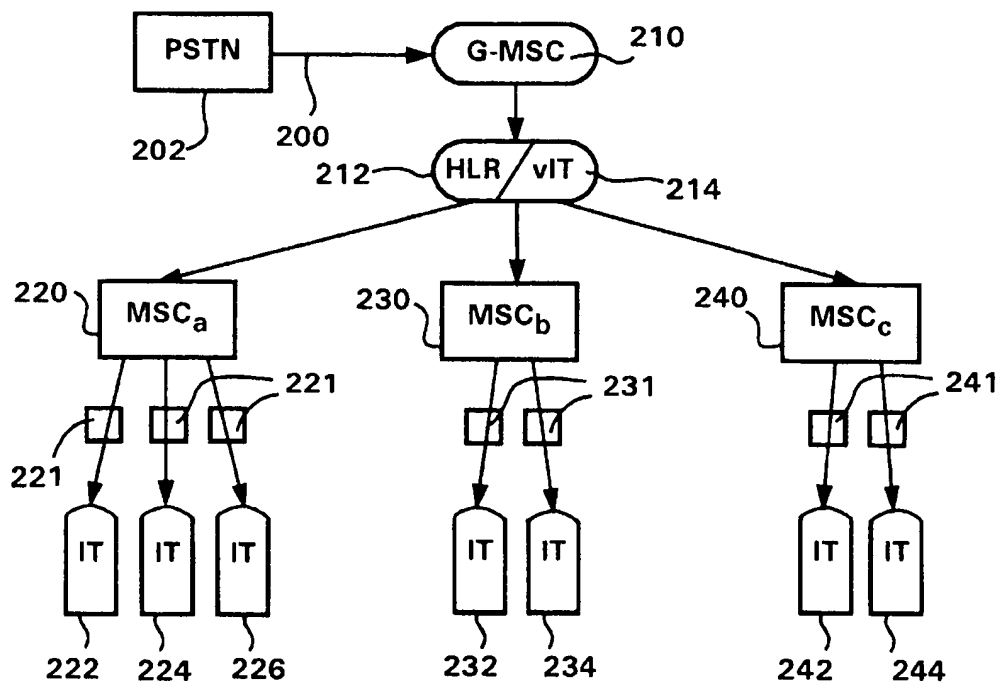 PSTN
G-MSC
210
202
200
212
HLR
vIT
214
220
MSCa
230
MSCb
240
MSCc
221
231
241
221
IT
IT
IT
IT
IT
IT
IT
222
224
226
232
234
242
244